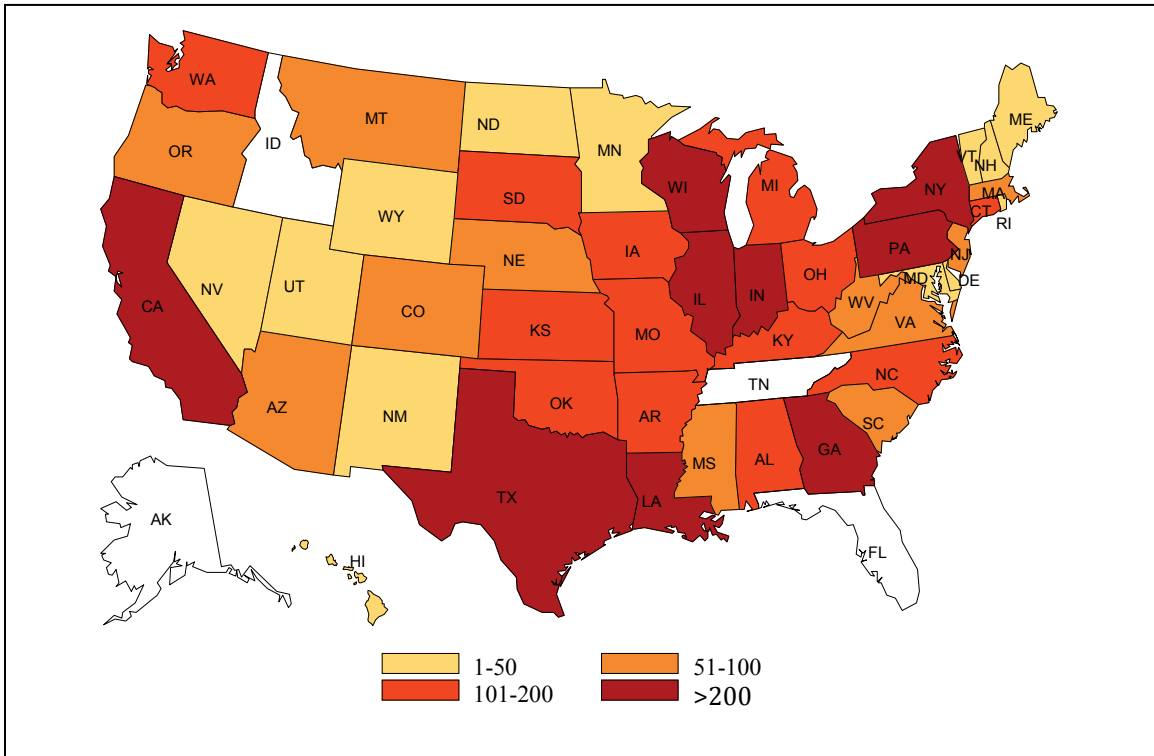 WA
ME
MT
ND
ID
VT
MN
OR
NH
WI
NY
MI
MA
SD
CT
WY
RI
PA
IA
NE
NJ
OH
MD
DE
UT
NV
IL
IN
WV
CA
CO
VA
KS
MO
KY
NC
TN
OK
AZ
AR
NM
SC
GA
MS
AL
TX
LA
AK
FL
HI
1-50
51-100
101-200
>200